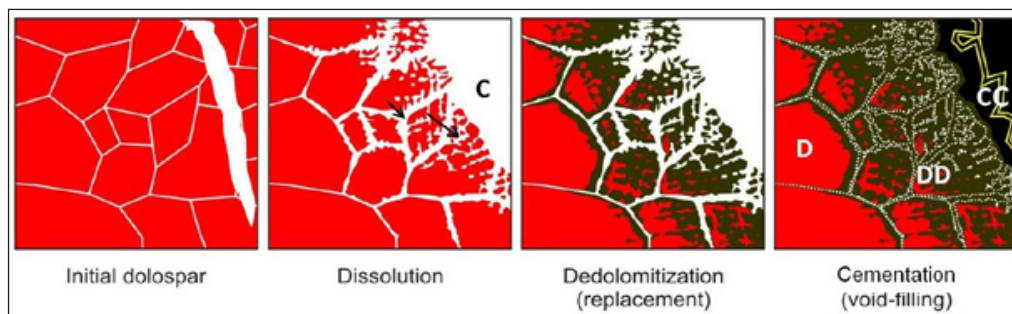 C
D
DD
CC
Initial dolospar
Dissolution
Dedolomitization
(replacement)
Cementation
(void-filling)